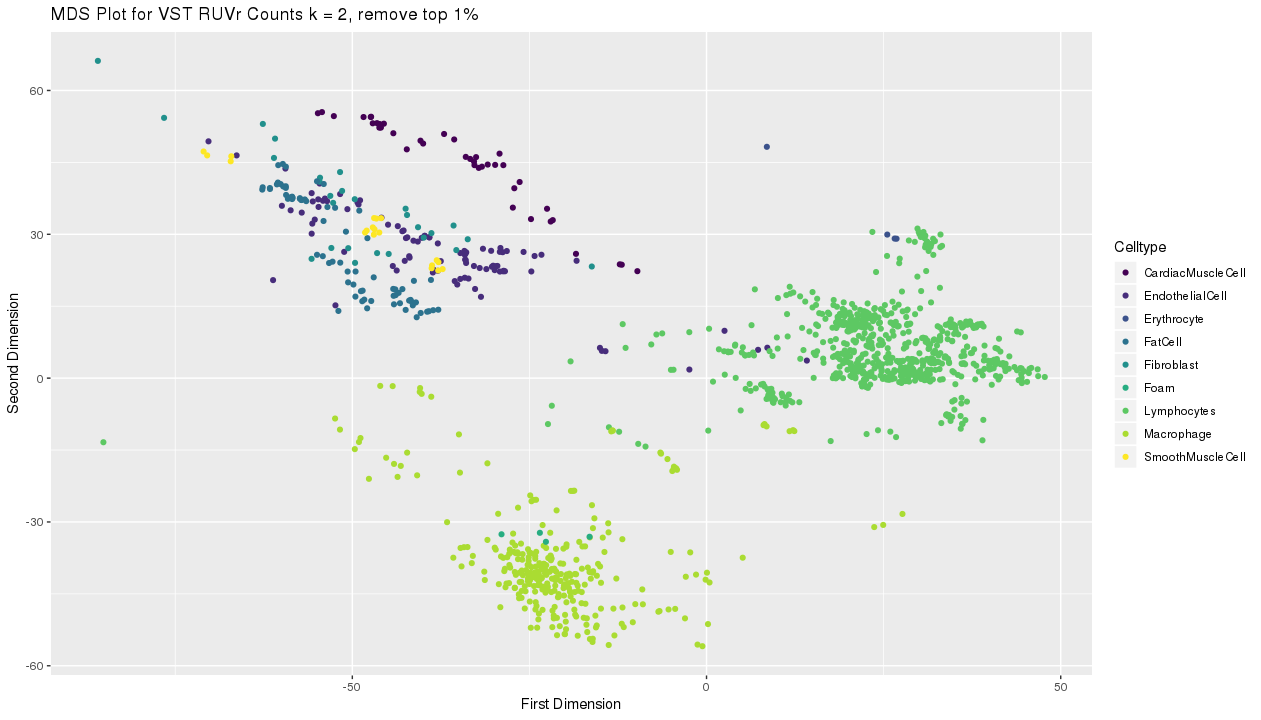 MDS Plot for VST RUVr Counts k = 2, remove top 1%
Second Dimension
60
30
0
-30
-60
-50
0
50
First Dimension
Celltype
CardiacMuscleCell
EndothelialCell
Erythrocyte
FatCell
Fibroblast
Foam
Lymphocytes
Macrophage
SmoothMuscleCell